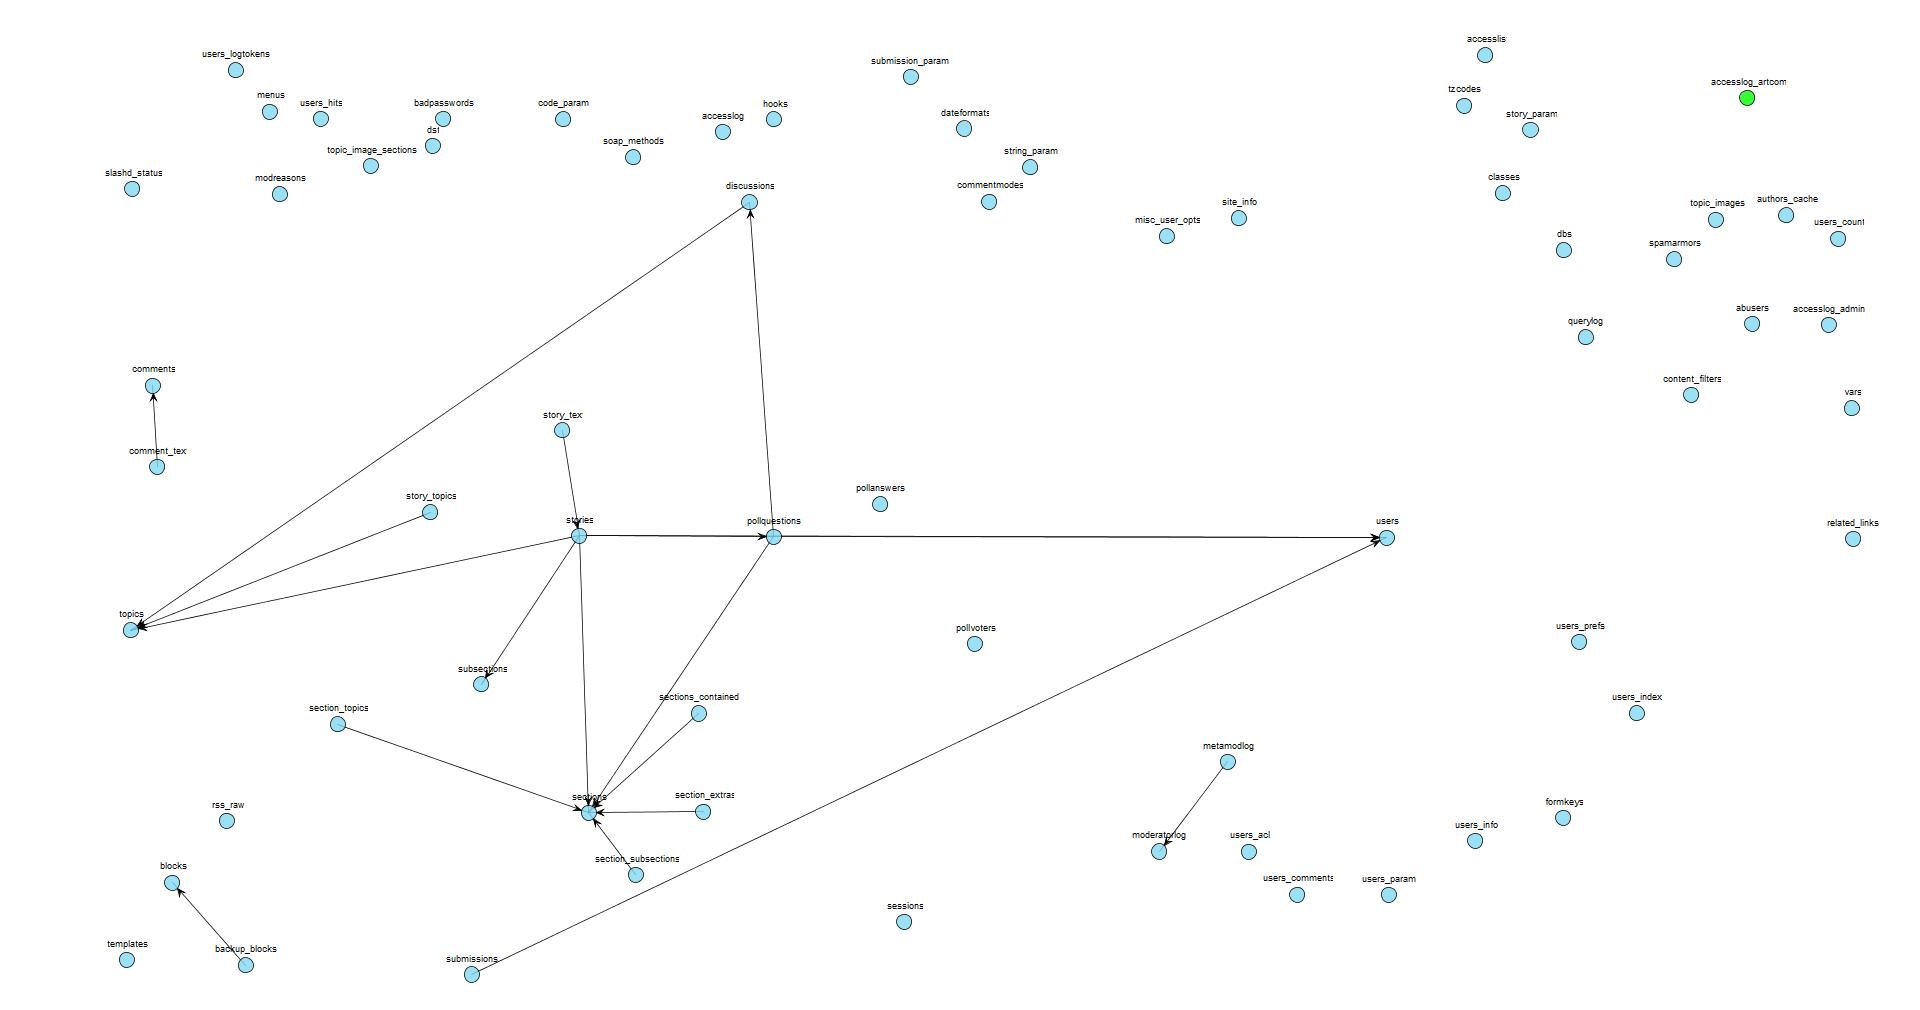 accesslis
users_logtokens
submission_param
accesslog_artcom
tzcodes
menus
users_hits
badpasswords
code_param
hooks
accesslog
dateformats
story_param
dst
soap_methods
topic_image_sections
string_param
slashd_status
modreasons
classes
discussions
commentmodes
authors_cache
site_info
topic_images
misc_user_opts
users_count
dbs
spamarmors
abusers
accesslog_admin
querylog
comments
content_filters
vars
story_tex
comment_tex
pollanswers
story_topics
stories
pollquestions
users
related_links
topics
pollvoters
users_prefs
subsections
sections_contained
users_index
section_topics
metamodlog
sections
section_extras
formkeys
rss_raw
users_info
moderatorlog
users_acl
section_subsections
blocks
users_comments
users_param
sessions
templates
backup_blocks
submissions